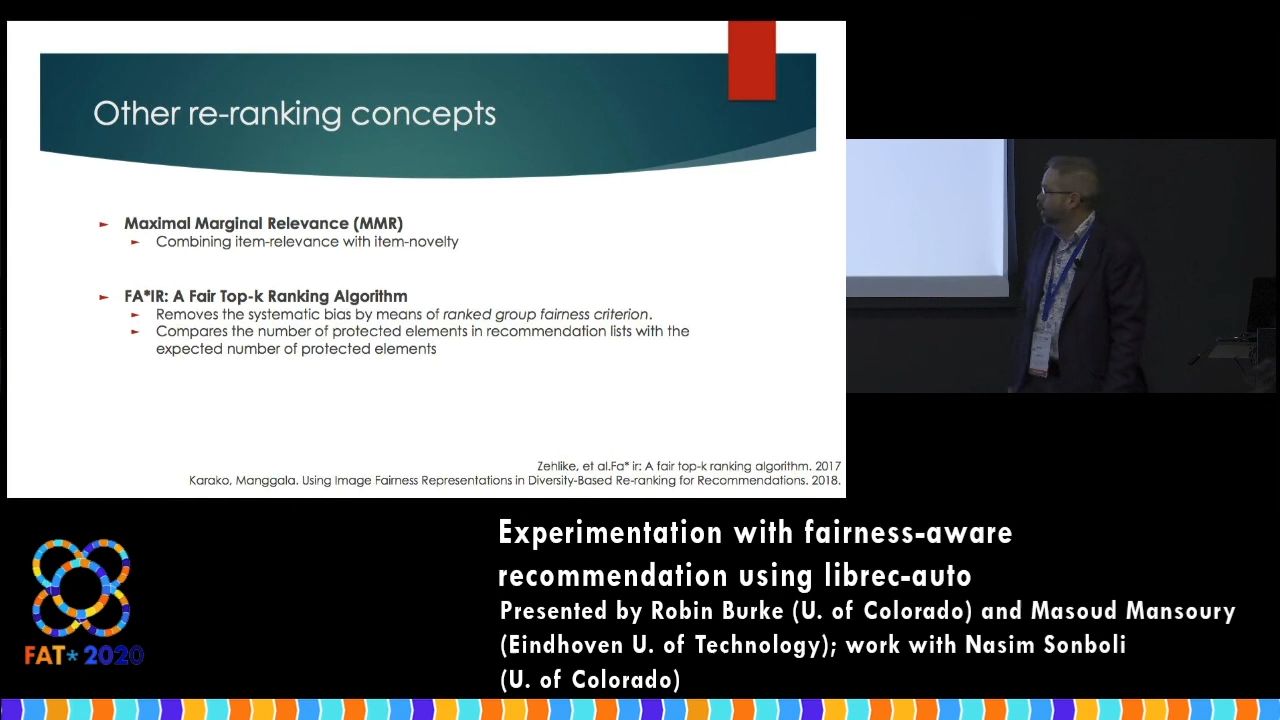 Other re-ranking concepts
► Maximal Marginal Relevance (MMR)
► Combining item-relevance with item-novelty
► FA*IR: A Fair Top-k Ranking Algorithm
► Removes the systematic bias by means of ranked group fairness criterion.
► Compares the number of protected elements in recommendation lists with the
expected number of protected elements
Zehlike, et al.Fa* ir: A fair top-k ranking algorithm. 2017
Karako, Manggala. Using Image Fairness Representations in Diversity-Based Re-ranking for Recommendations. 2018.
Experimentation with fairness-aware
recommendation using librec-auto
Presented by Robin Burke (U. of Colorado) and Masoud Mansoury
(Eindhoven U. of Technology); work with Nasim Sonboli
(U. of Colorado)
FAT* 2020